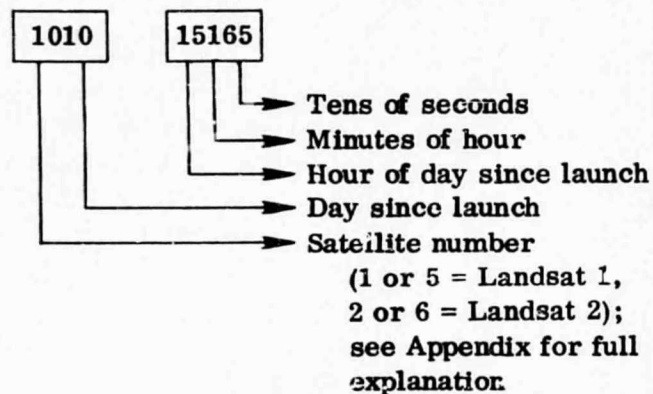 1010 15165
Tens of seconds
Minutes of hour
Hour of day since launch
Day since launch
Satellite number
(1 or 5 = Landsat 1,
2 or 6 = Landsat 2);
see Appendix for full
explanation